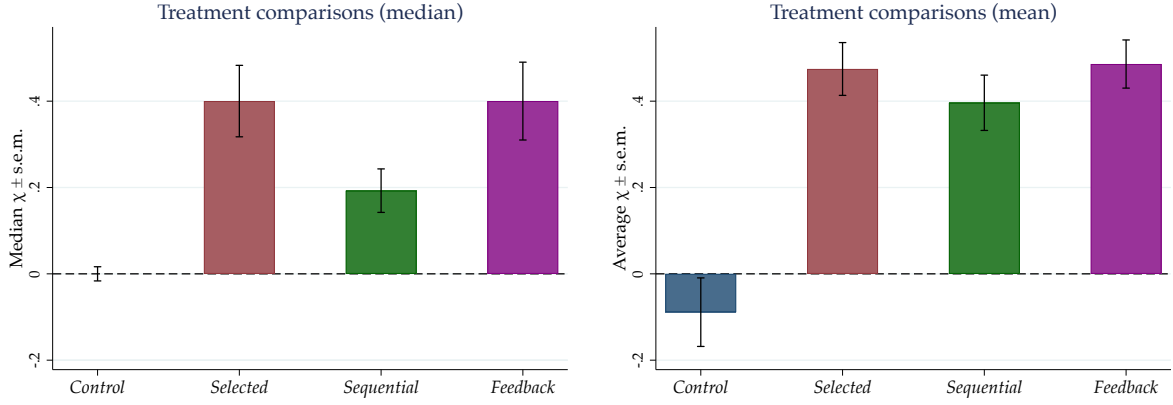 Treatment comparisons (median)
Median χ ± s.e.m.
.4
.2
0
-.2
Control
Selected
Sequential
Feedback
Treatment comparisons (mean)
Average χ ± s.e.m.
.4
.2
0
-.2
Control
Selected
Sequential
Feedback